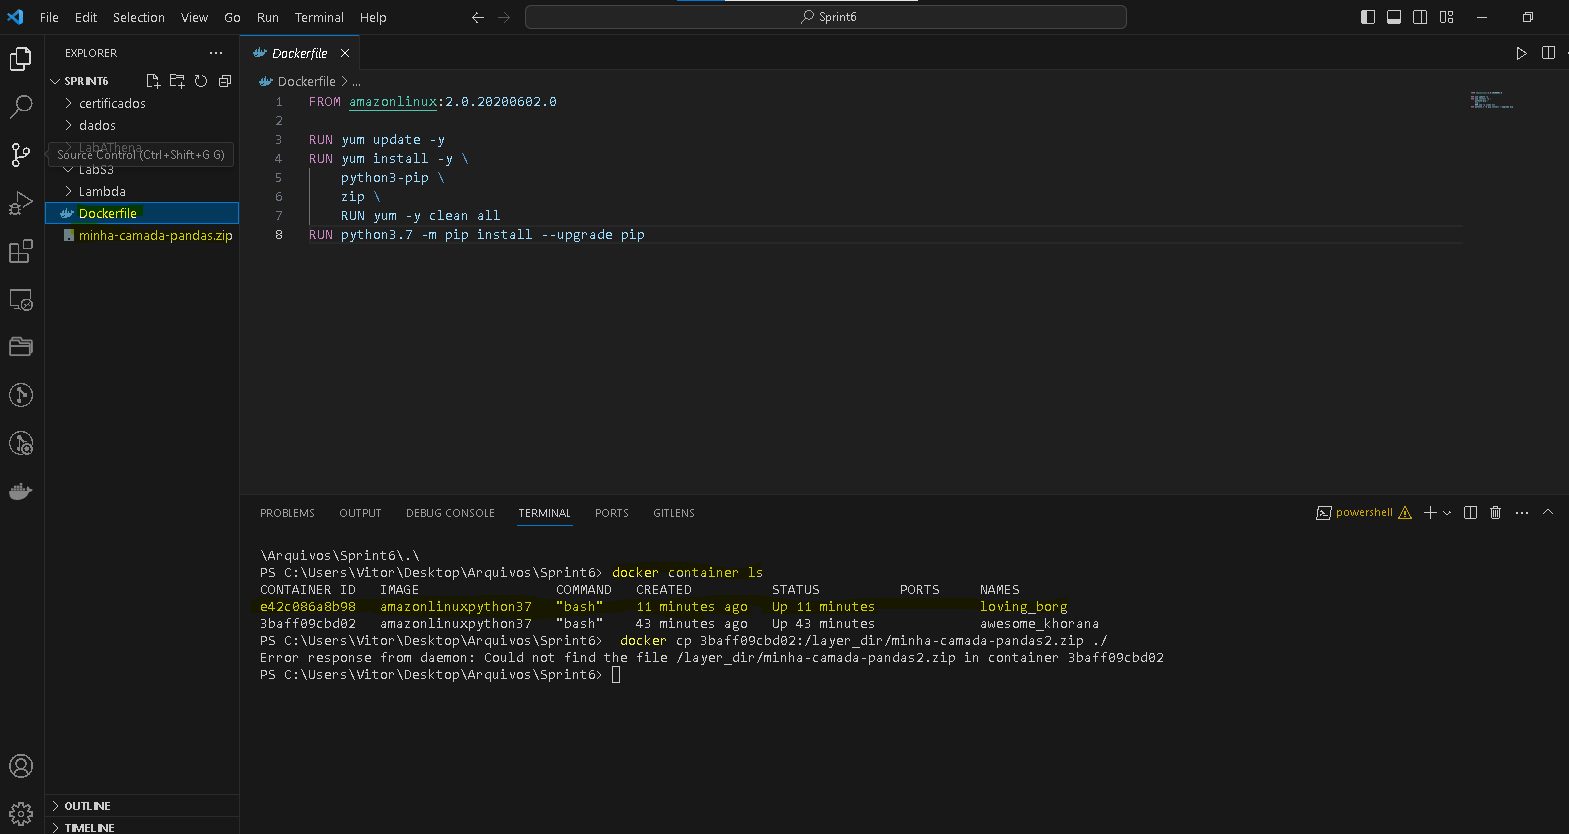 File Edit Selection View Go Run Terminal Help Sprint6
EXPLORER ...
SPRINT6
certificados
dados
LabAThena
Source Control (Ctrl+Shift+G G)
LabS3
Lambda
Dockerfile
minha-camada-pandas.zip
OUTLINE
TIMELINE
Dockerfile
Dockerfile > ...
1 FROM amazonlinux:2.0.20200602.0
2
3 RUN yum update -y
4 RUN yum install -y \
5 python3-pip \
6 zip \
7 RUN yum -y clean all
8 RUN python3.7 -m pip install --upgrade pip
PROBLEMS OUTPUT DEBUG CONSOLE TERMINAL PORTS GITLENS powershell
\Arquivos\Sprint6\.\
PS C:\Users\Vitor\Desktop\Arquivos\Sprint6> docker container ls
CONTAINER ID IMAGE COMMAND CREATED STATUS PORTS NAMES
e42c086a8b98 amazonlinuxpython37 "bash" 11 minutes ago Up 11 minutes loving_borg
3baff09cbd02 amazonlinuxpython37 "bash" 43 minutes ago Up 43 minutes awesome_khorana
PS C:\Users\Vitor\Desktop\Arquivos\Sprint6> docker cp 3baff09cbd02:/layer_dir/minha-camada-pandas2.zip ./
Error response from daemon: Could not find the file /layer_dir/minha-camada-pandas2.zip in container 3baff09cbd02
PS C:\Users\Vitor\Desktop\Arquivos\Sprint6>